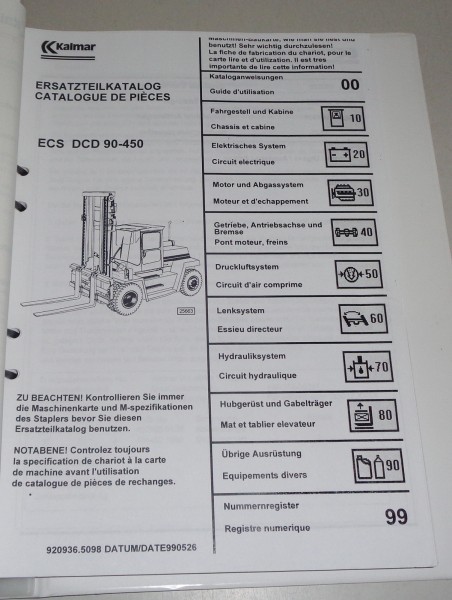 Kalmar
ERSATZTEILKATALOG
CATALOGUE DE PIÈCES
ECS DCD 90-450
25663
ZU BEACHTEN! Kontrollieren Sie immer
die Maschinenkarte und M-spezifikationen
des Staplers bevor Sie diesen
Ersatzteilkatalog benutzen.
NOTABENE! Controlez toujours
la specification de chariot à la carte
de machine avant l'utilisation
de catalogue de pièces de rechanges.
920936.5098 DATUM/DATE990526
benutzt! Sehr wichtig durchzulesen!
La fiche de fabrication du chariot, pour le
carte lire et d'utilization. Il est tres
importante de lire cette information!
Kataloganweisungen
Guide d'utilisation
00
Fahrgestell und Kabine
Chassis et cabine
10
Elektrisches System
Circuit electrique
20
Motor und Abgassystem
Moteur et d'echappement
30
Getriebe, Antriebsachse und
Bremse
Pont moteur, freins
40
Druckluftsystem
Circuit d'air comprime
50
Lenksystem
Essieu directeur
60
Hydrauliksystem
Circuit hydraulique
70
Hubgerüst und Gabelträger
Mat et tablier elevateur
80
Übrige Ausrüstung
Equipements divers
90
Nummernregister
Registre numerique
99